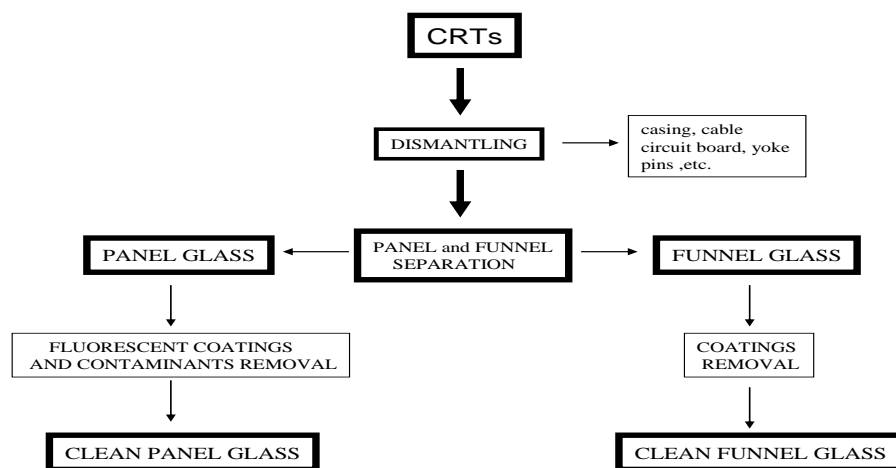 CRTs
DISMANTLING
casing, cable
circuit board, yoke
pins ,etc.
PANEL GLASS
PANEL and FUNNEL
SEPARATION
FUNNEL GLASS
FLUORESCENT COATINGS
AND CONTAMINANTS REMOVAL
COATINGS
REMOVAL
CLEAN PANEL GLASS
CLEAN FUNNEL GLASS